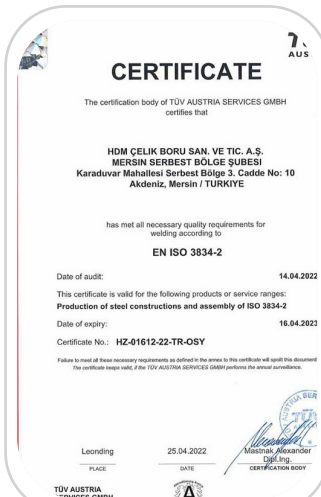 AUS
CERTIFICATE
The certification body of TÜV AUSTRIA SERVICES GMBH
certifies that
HDM ÇELIK BORU SAN. VE TIC. A.Ş.
MERSIN SERBEST BÖLGE ŞUBESI
Karaduvar Mahallesi Serbest Bölge 3. Cadde No: 10
Akdeniz, Mersin / TURKIYE
has met all necessary quality requirements for
welding according to
EN ISO 3834-2
Date of audit: 14.04.2022
This certificate is valid for the following products or service ranges:
Production of steel constructions and assembly of ISO 3834-2
Date of expiry: 16.04.2023
Certificate No.: HZ-01612-22-TR-OSY
Failure to meet all these necessary requirements as defined in the annex to this certificate will spoilt this document
The certificate keeps valid, if the TÜV AUSTRIA SERVICES GMBH performs the annual surveillance.
Leonding 25.04.2022 Mastnak Alexander
Dipl.Ing.
PLACE DATE CERTIFICATION BODY
TÜV AUSTRIA
SERVICES GMBH